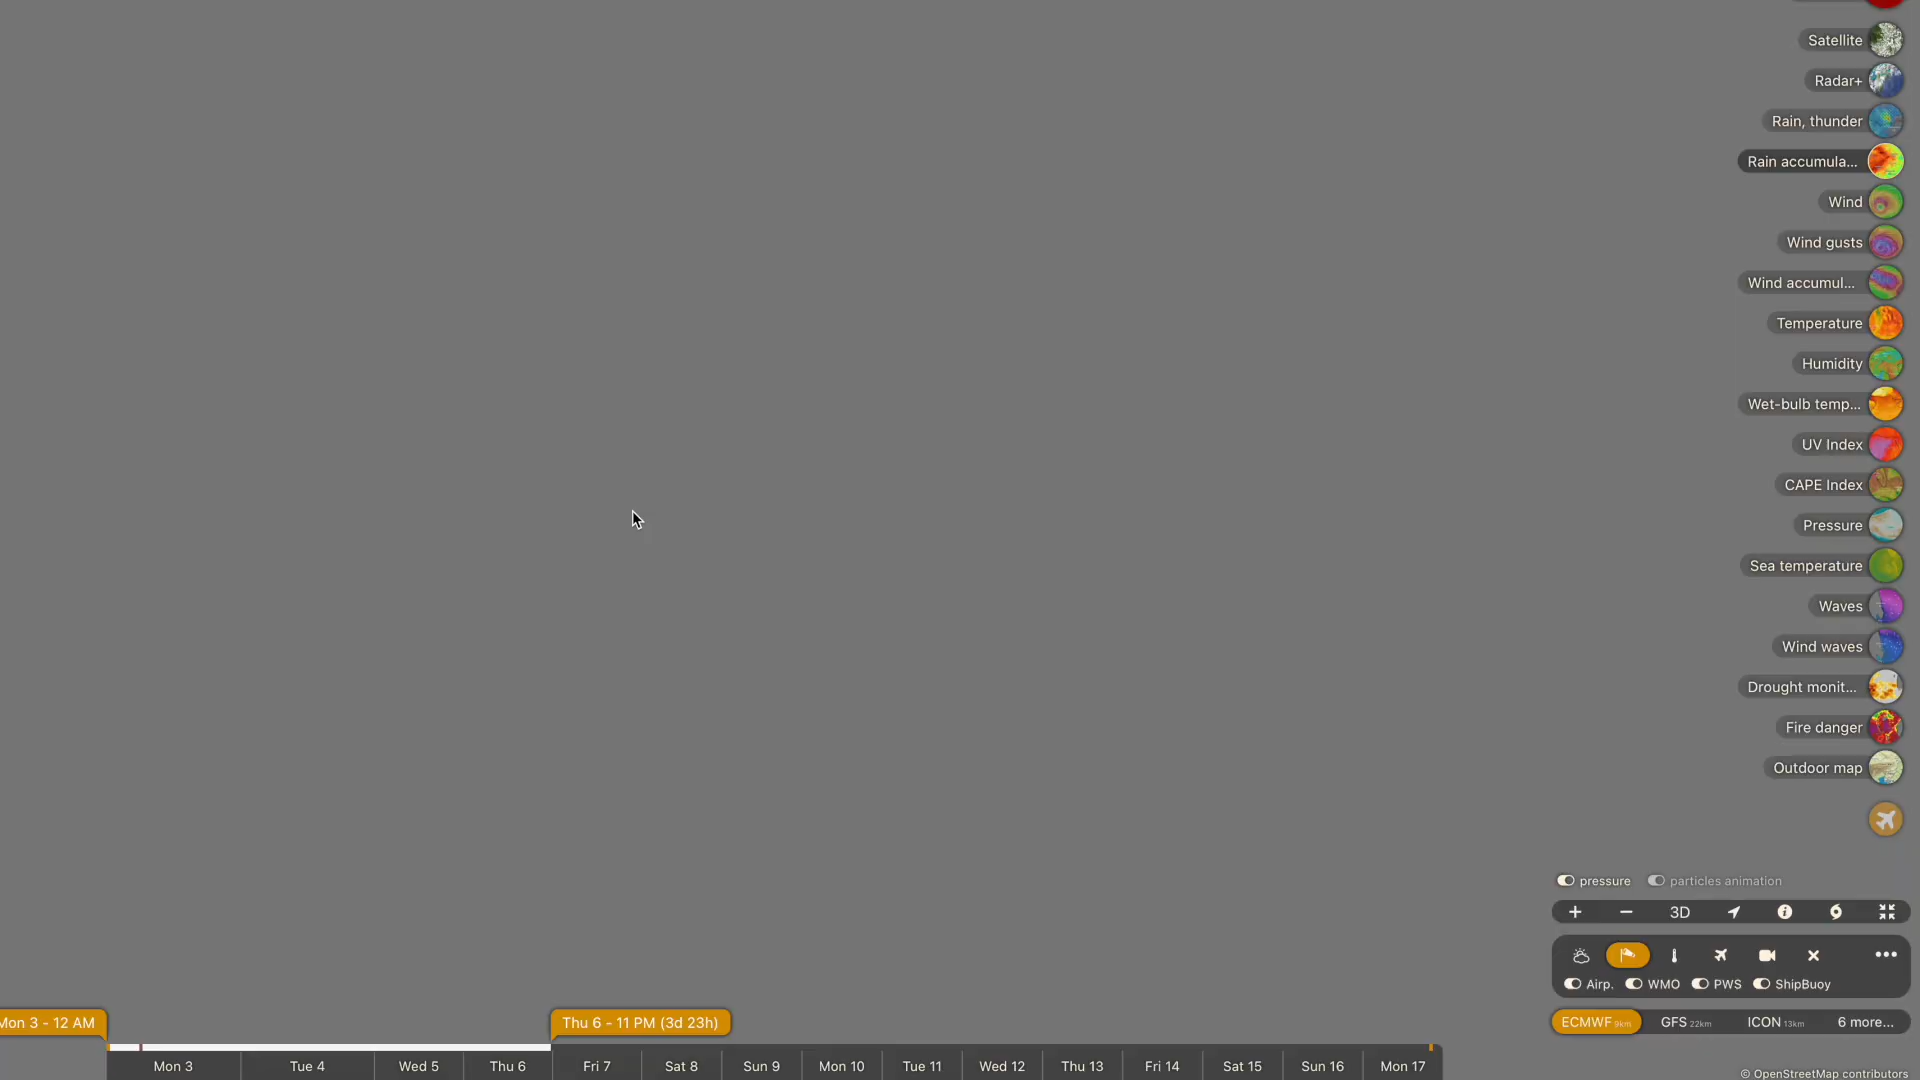 Satellite
Radar+
Rain, thunder
Rain accumula...
Wind
Wind gusts
Wind accumul...
Temperature
Humidity
Wet-bulb temp...
UV Index
CAPE Index
Pressure
Sea temperature
Waves
Wind waves
Drought monit...
Fire danger
Outdoor map
pressure particles animation
+ − 3D
Airp. WMO PWS ShipBuoy
Mon 3 - 12 AM Thu 6 - 11 PM (3d 23h) ECMWF 9km GFS 22km ICON 13km 6 more...
Mon 3 Tue 4 Wed 5 Thu 6 Fri 7 Sat 8 Sun 9 Mon 10 Tue 11 Wed 12 Thu 13 Fri 14 Sat 15 Sun 16 Mon 17
© OpenStreetMap contributors